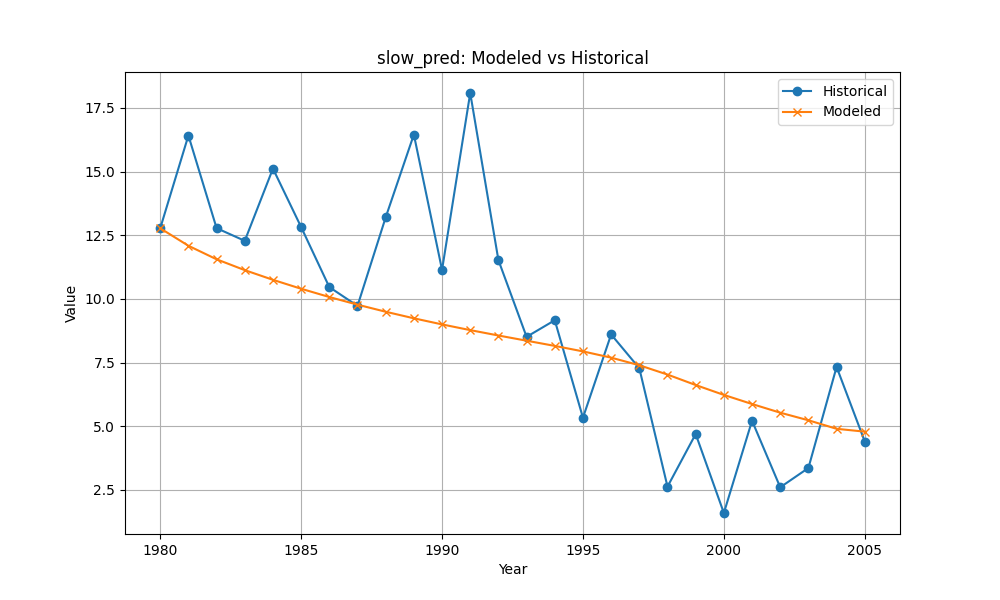 slow_pred: Modeled vs Historical
Historical
Modeled
Value
17.5
15.0
12.5
10.0
7.5
5.0
2.5
1980 1985 1990 1995 2000 2005
Year